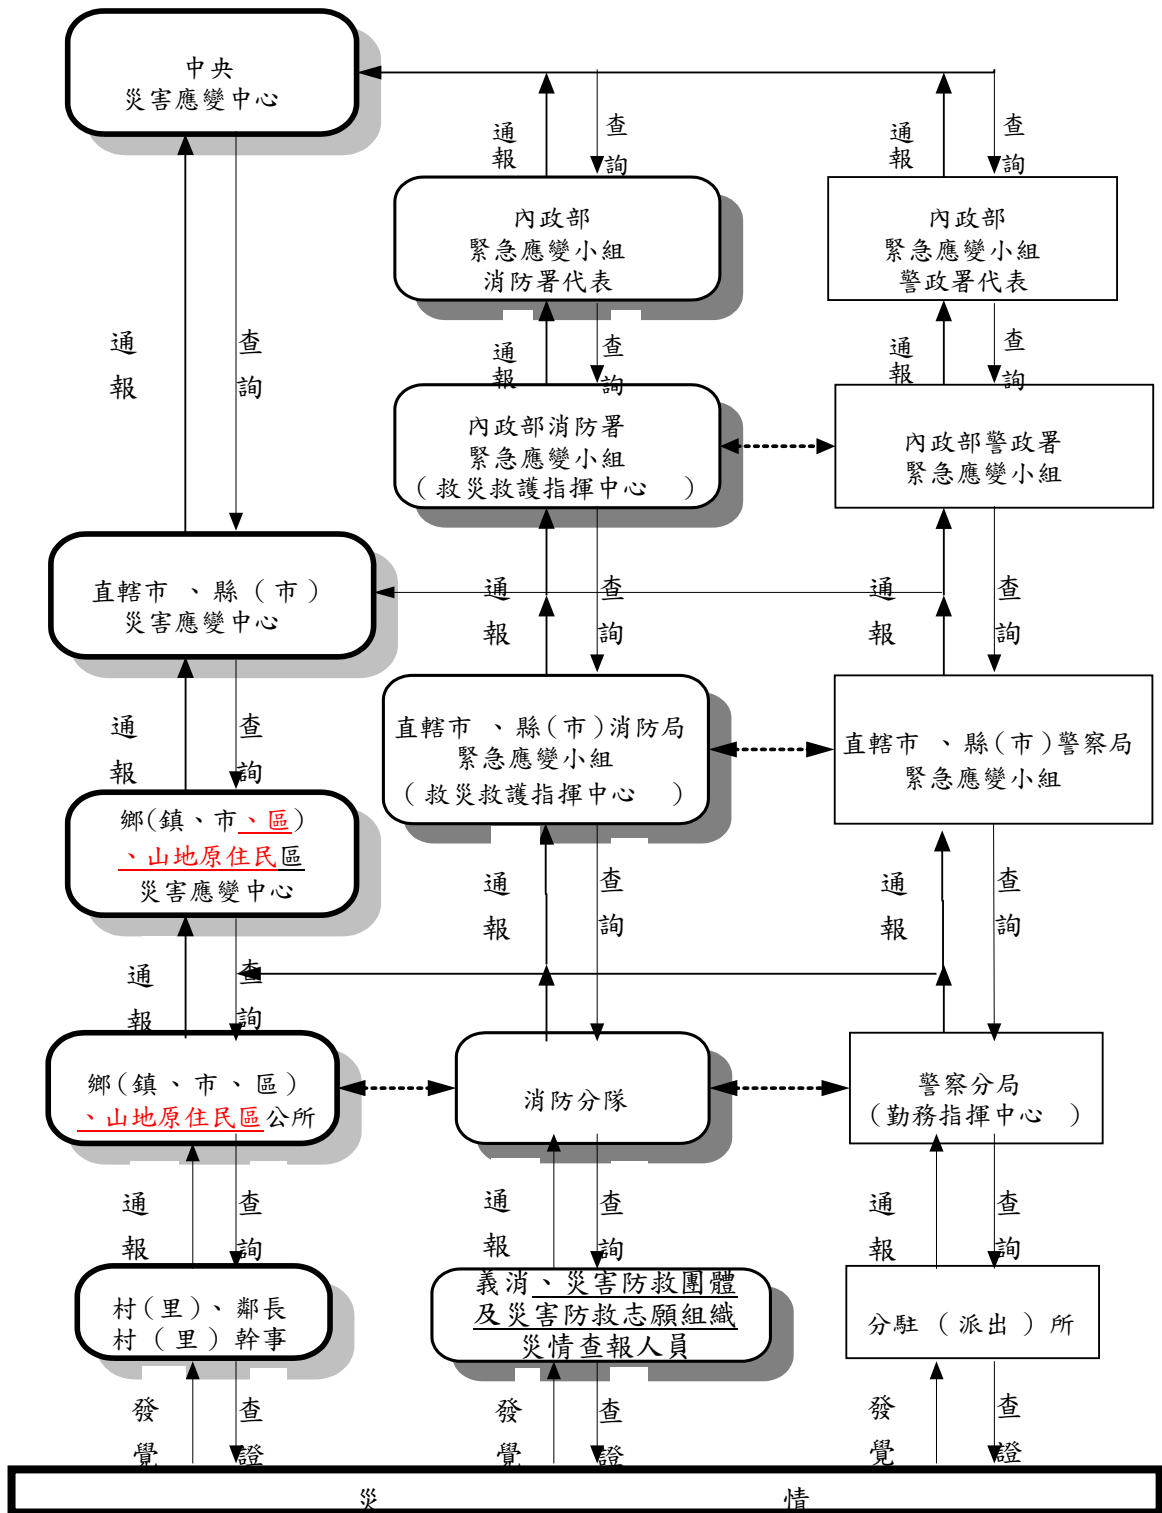 中央
災害應變中心
通報
查詢
通報
查詢
通報
查詢
內政部
緊急應變小組
消防署代表
內政部
緊急應變小組
警政署代表
通報
查詢
通報
查詢
內政部消防署
緊急應變小組
(救災救護指揮中心 )
內政部警政署
緊急應變小組
直轄市 、縣(市)
災害應變中心
通報
查詢
通報
查詢
通報
查詢
直轄市 、縣(市)消防局
緊急應變小組
(救災救護指揮中心 )
直轄市 、縣(市)警察局
緊急應變小組
鄉(鎮、市、區)
、山地原住民區
災害應變中心
通報
查詢
通報
查詢
通報
查詢
鄉(鎮、市、區)
、山地原住民區公所
消防分隊
警察分局
(勤務指揮中心 )
通報
查詢
通報
查詢
通報
查詢
村(里)、鄰長
村(里)幹事
義消、災害防救團體
及災害防救志願組織
災情查報人員
分駐(派出)所
發覺
查證
發覺
查證
發覺
查證
災 情